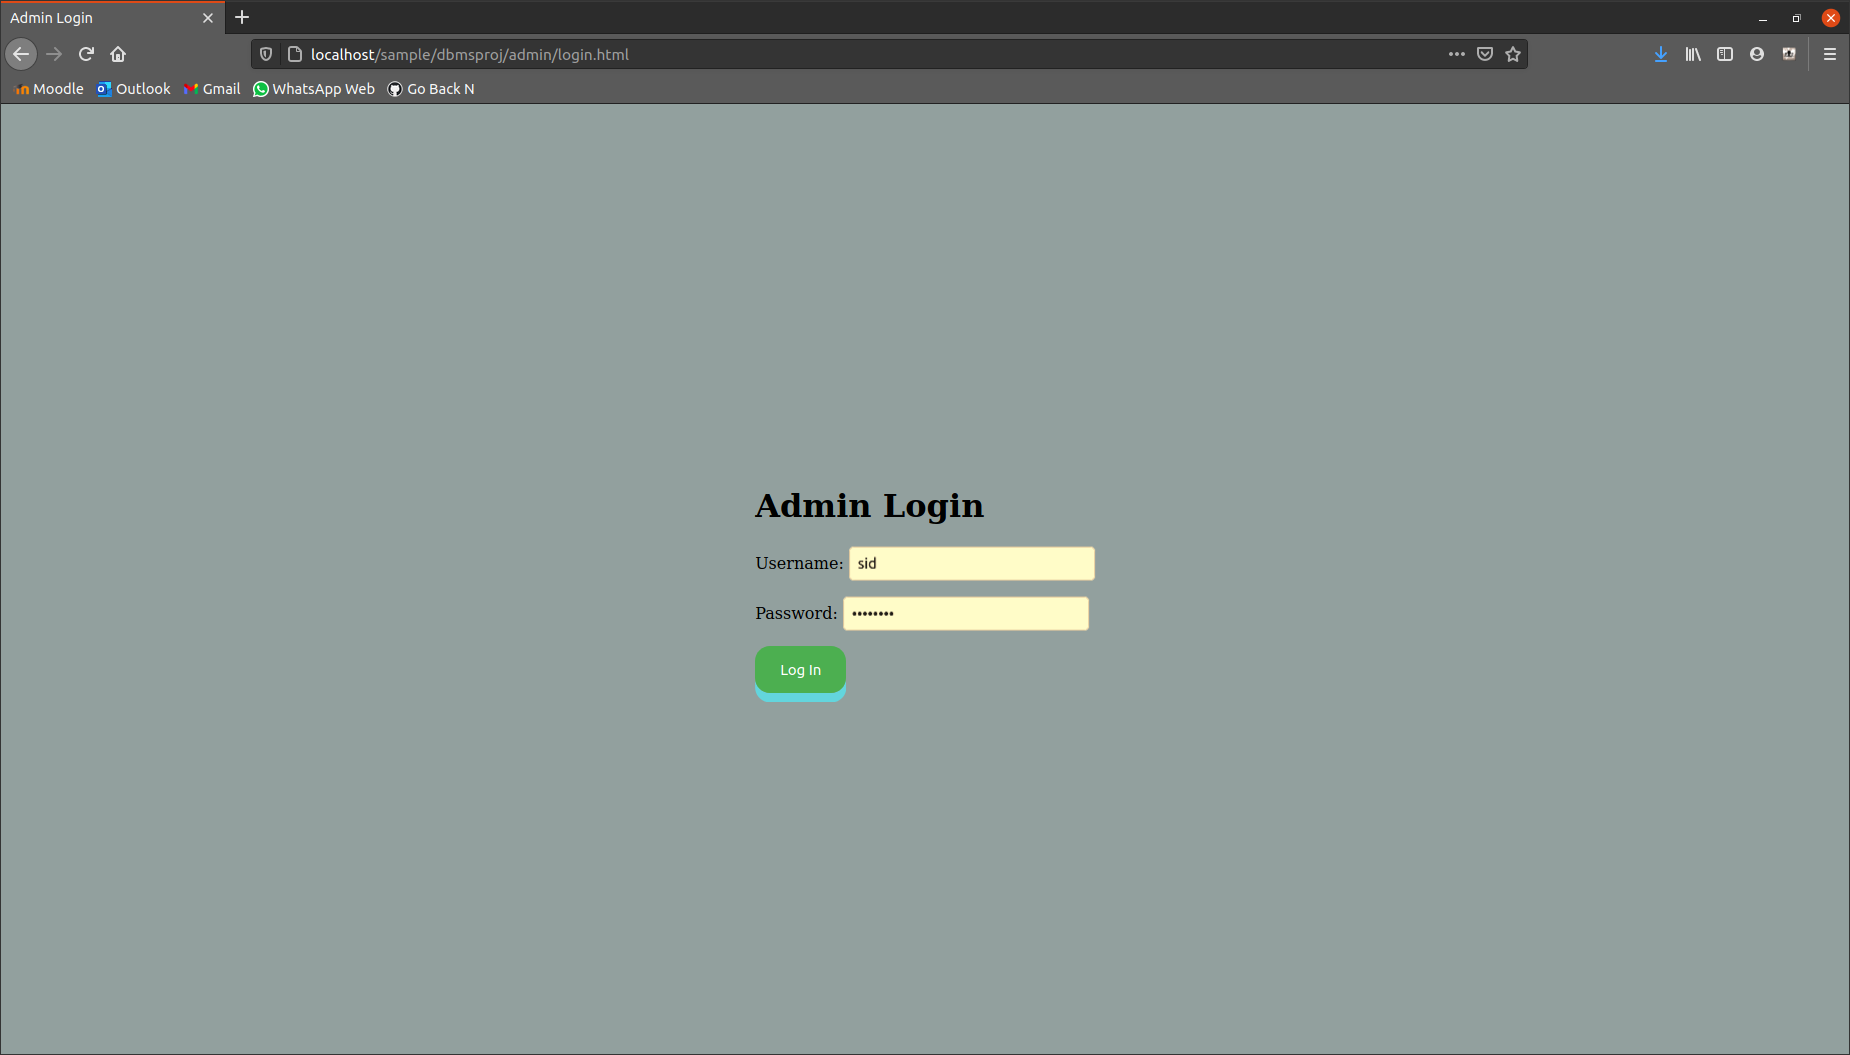 Admin Login
localhost/sample/dbmsproj/admin/login.html
Moodle Outlook Gmail WhatsApp Web Go Back N
Admin Login
Username: sid
Password: ••••••••
Log In